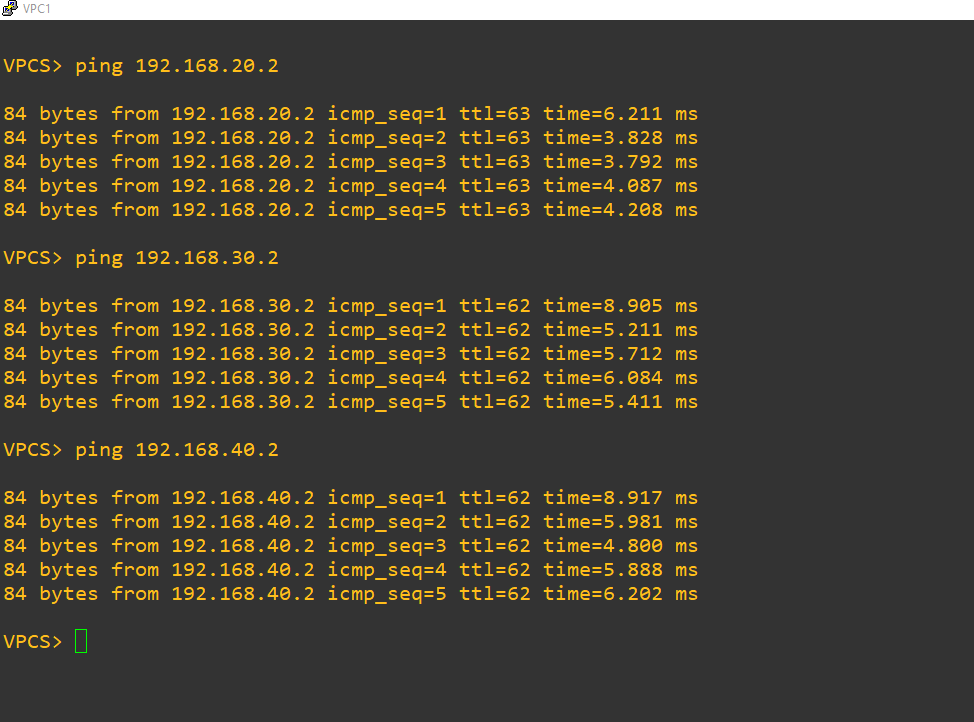 VPC1
VPCS> ping 192.168.20.2
84 bytes from 192.168.20.2 icmp_seq=1 ttl=63 time=6.211 ms
84 bytes from 192.168.20.2 icmp_seq=2 ttl=63 time=3.828 ms
84 bytes from 192.168.20.2 icmp_seq=3 ttl=63 time=3.792 ms
84 bytes from 192.168.20.2 icmp_seq=4 ttl=63 time=4.087 ms
84 bytes from 192.168.20.2 icmp_seq=5 ttl=63 time=4.208 ms
VPCS> ping 192.168.30.2
84 bytes from 192.168.30.2 icmp_seq=1 ttl=62 time=8.905 ms
84 bytes from 192.168.30.2 icmp_seq=2 ttl=62 time=5.211 ms
84 bytes from 192.168.30.2 icmp_seq=3 ttl=62 time=5.712 ms
84 bytes from 192.168.30.2 icmp_seq=4 ttl=62 time=6.084 ms
84 bytes from 192.168.30.2 icmp_seq=5 ttl=62 time=5.411 ms
VPCS> ping 192.168.40.2
84 bytes from 192.168.40.2 icmp_seq=1 ttl=62 time=8.917 ms
84 bytes from 192.168.40.2 icmp_seq=2 ttl=62 time=5.981 ms
84 bytes from 192.168.40.2 icmp_seq=3 ttl=62 time=4.800 ms
84 bytes from 192.168.40.2 icmp_seq=4 ttl=62 time=5.888 ms
84 bytes from 192.168.40.2 icmp_seq=5 ttl=62 time=6.202 ms
VPCS>